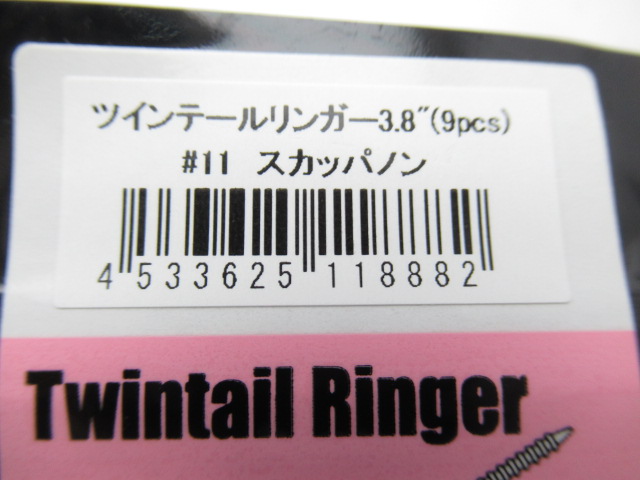 ツインテールリンガー3.8"(9pcs)
#11 スカッパノン
4 533625 118882
Twintail Ringer